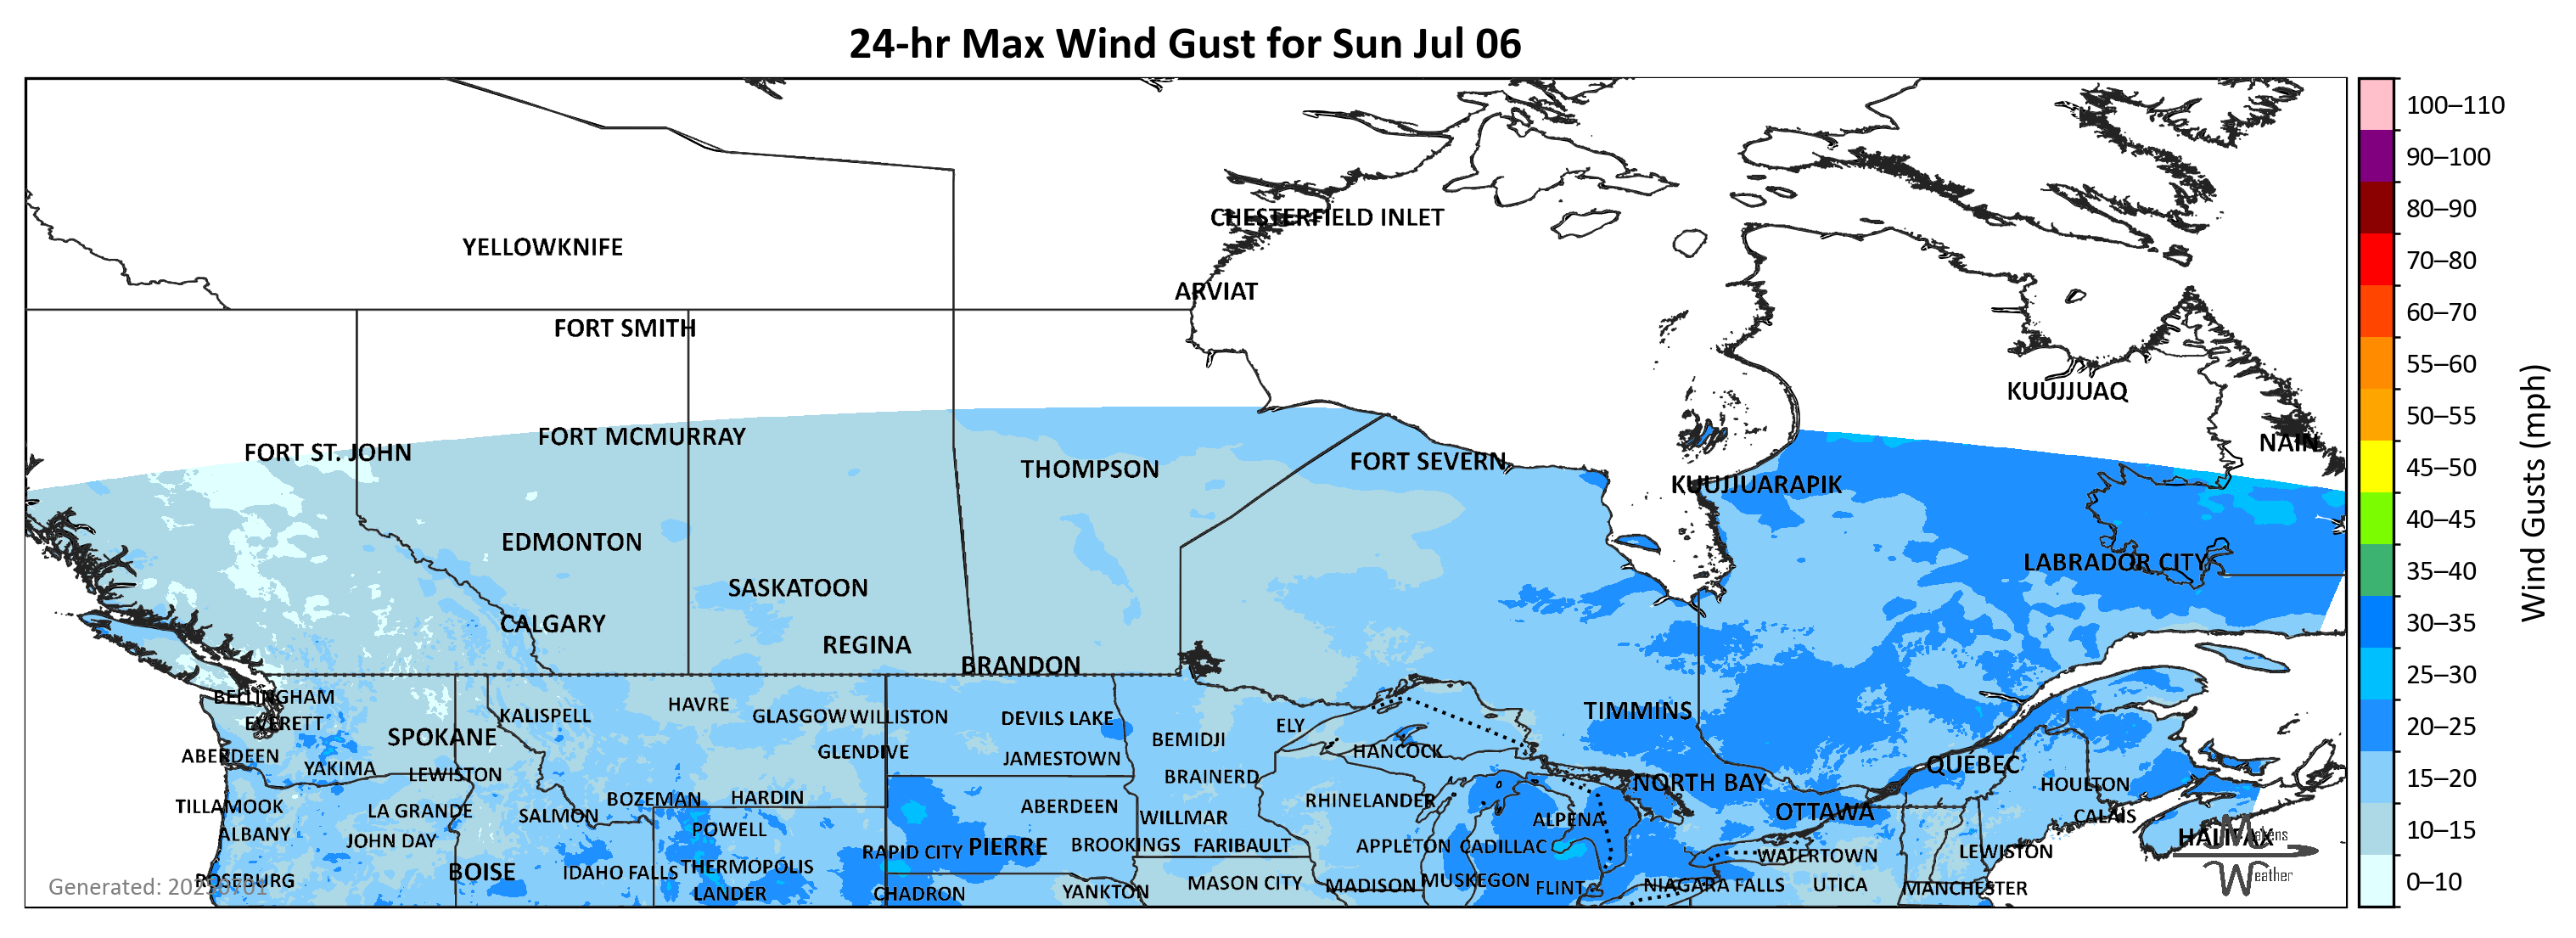 24-hr Max Wind Gust for Sun Jul 06
CHESTERFIELD INLET
YELLOWKNIFE
ARVIAT
FORT SMITH
KUUJJUAQ
FORT MCMURRAY
NAIN
FORT ST. JOHN
FORT SEVERN
THOMPSON
KUUJJUARAPIK
EDMONTON
LABRADOR CITY
SASKATOON
CALGARY
REGINA
BRANDON
BELLINGHAM
HAVRE
TIMMINS
KALISPELL
GLASGOW
WILLISTON
DEVILS LAKE
EVERETT
ELY
SPOKANE
BEMIDJI
GLENDIVE
HANCOCK
ABERDEEN
JAMESTOWN
QUÉBEC
YAKIMA
LEWISTON
BRAINERD
NORTH BAY
HOULTON
BOZEMAN
HARDIN
RHINELANDER
TILLAMOOK
ABERDEEN
LA GRANDE
OTTAWA
SALMON
WILLMAR
CALAIS
ALPENA
POWELL
ALBANY
HALIFAX
Makens
JOHN DAY
BROOKINGS
FARIBAULT
APPLETON
CADILLAC
PIERRE
RAPID CITY
LEWISTON
WATERTOWN
THERMOPOLIS
IDAHO FALLS
BOISE
Weather
ROSEBURG
MUSKEGON
MASON CITY
MADISON
NIAGARA FALLS
UTICA
Generated:
FLINT
MANCHESTER
YANKTON
LANDER
CHADRON
100–110
90–100
80–90
70–80
60–70
55–60
50–55
45–50
40–45
35–40
30–35
25–30
20–25
15–20
10–15
0–10
Wind Gusts (mph)